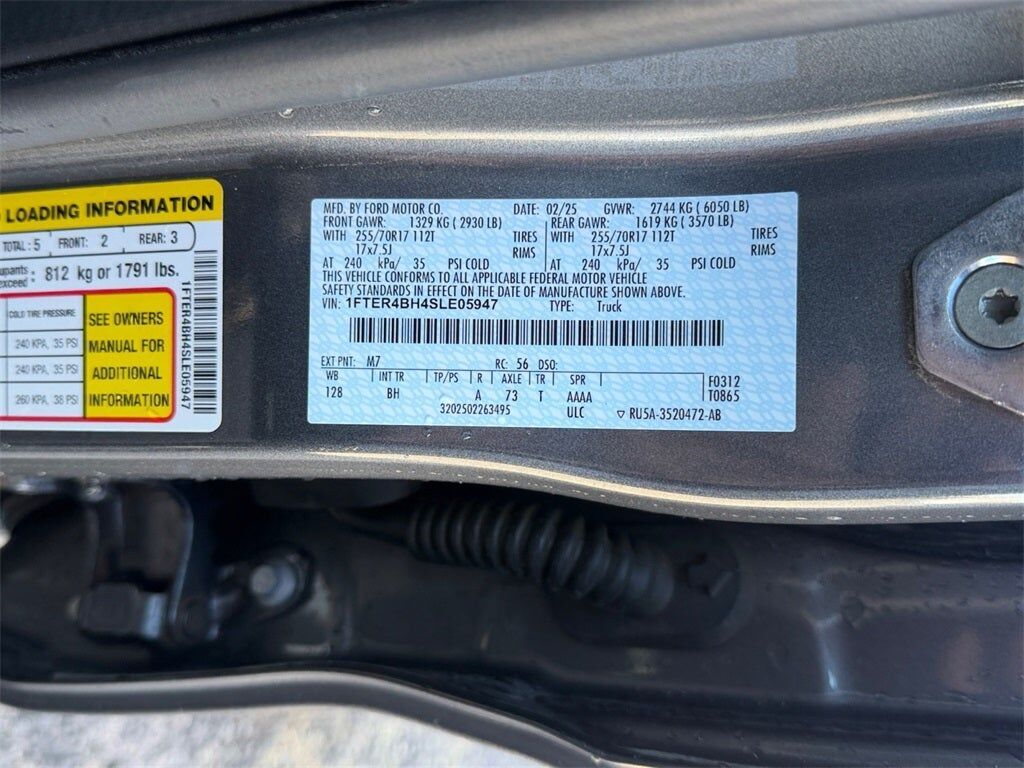 LOADING INFORMATION
TOTAL : 5 FRONT: 2 REAR: 3
812 kg or 1791 lbs.
COLD TIRE PRESSURE
240 KPA, 35 PSI
240 KPA, 35 PSI
260 KPA, 38 PSI
SEE OWNERS
MANUAL FOR
ADDITIONAL
INFORMATION
1FTER4BH4SLE05947
MFD. BY FORD MOTOR CO. DATE: 02/25 GVWR: 2744 KG ( 6050 LB)
FRONT GAWR: 1329 KG ( 2930 LB) REAR GAWR: 1619 KG ( 3570 LB)
WITH 255/70R17 112T TIRES WITH 255/70R17 112T TIRES
17x7.5J RIMS 17x7.5J RIMS
AT 240 kPa/ 35 PSI COLD AT 240 kPa/ 35 PSI COLD
THIS VEHICLE CONFORMS TO ALL APPLICABLE FEDERAL MOTOR VEHICLE
SAFETY STANDARDS IN EFFECT ON THE DATE OF MANUFACTURE SHOWN ABOVE.
VIN: 1FTER4BH4SLE05947 TYPE: Truck
EXT PNT: M7 RC: 56 DSO:
WB INT TR TP/PS R AXLE TR SPR F0312
128 BH A 73 T AAAA T0865
3202502263495 ULC ▽ RU5A-3520472-AB